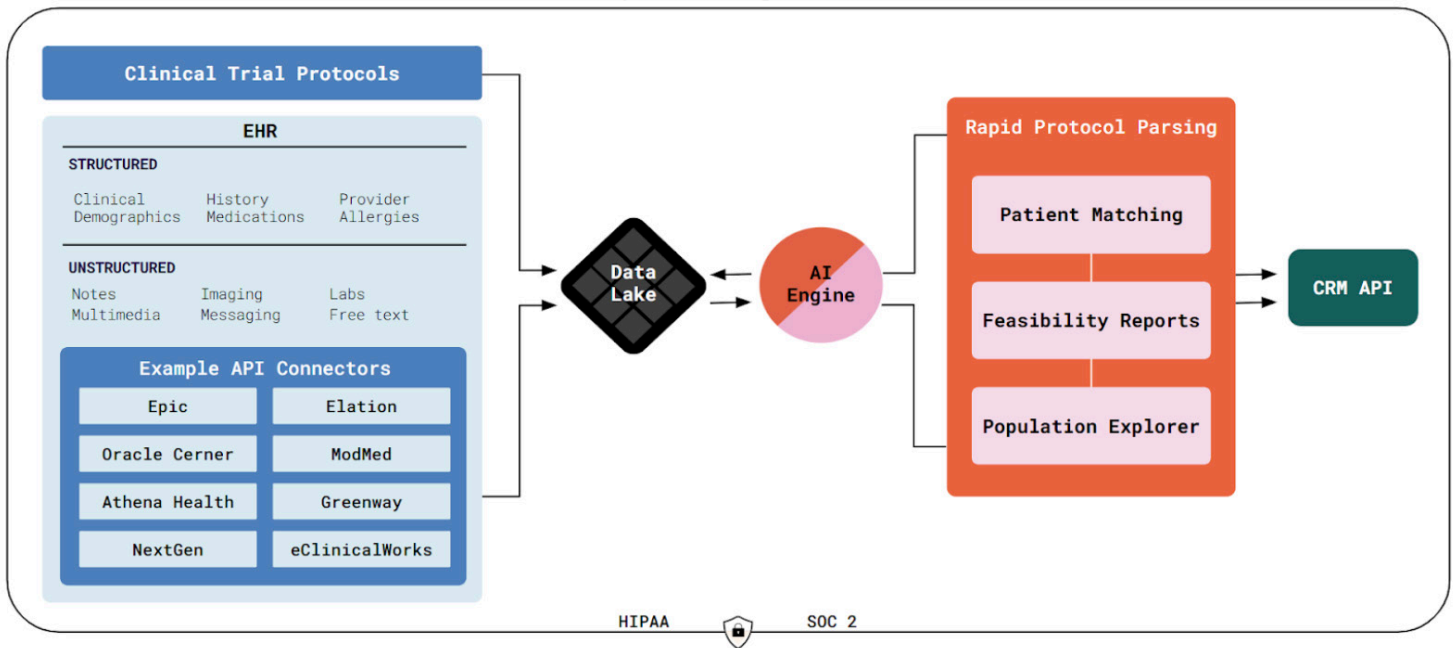 Clinical Trial Protocols
EHR
STRUCTURED
Clinical History Provider
Demographics Medications Allergies
UNSTRUCTURED
Notes Imaging Labs
Multimedia Messaging Free text
Example API Connectors
Epic Elation
Oracle Cerner ModMed
Athena Health Greenway
NextGen eClinicalWorks
Data
Lake
AI
Engine
Rapid Protocol Parsing
Patient Matching
Feasibility Reports
Population Explorer
CRM API
HIPAA SOC 2